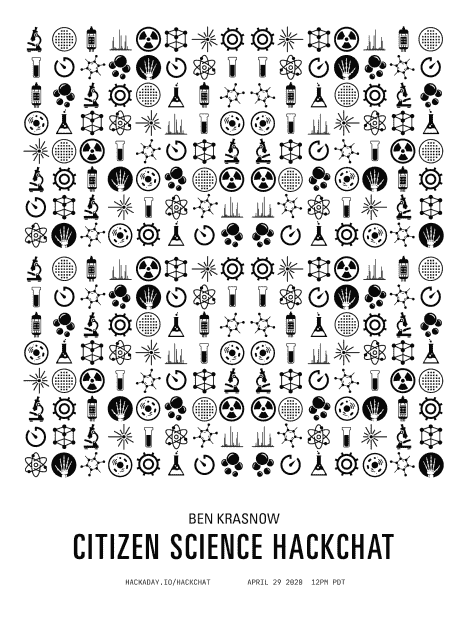 BEN KRASNOW
CITIZEN SCIENCE HACKCHAT
HACKADAY.IO/HACKCHAT APRIL 29 2020 12PM PDT